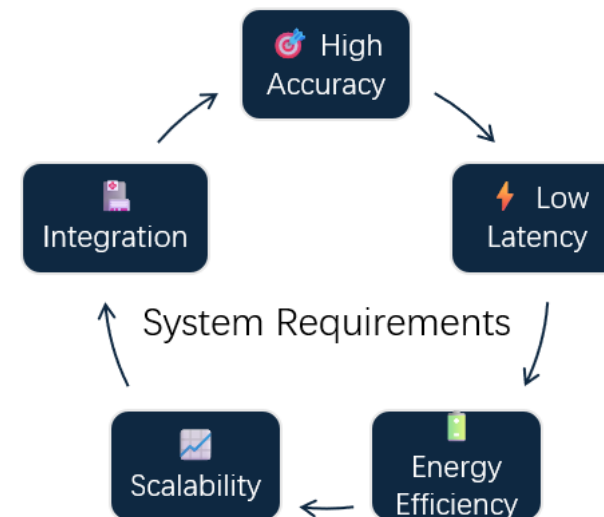 High
Accuracy
Integration
Low
Latency
System Requirements
Scalability
Energy
Efficiency